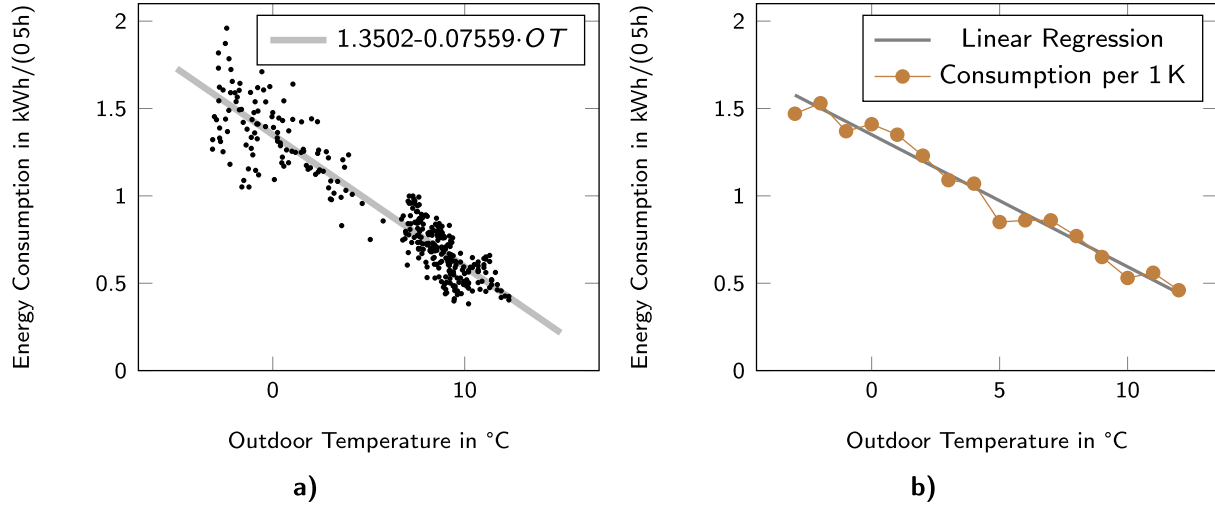 Energy Consumption in kWh/(0 5h)
2
1.5
1
0.5
0
1.3502-0.07559·OT
0
10
Outdoor Temperature in °C
a)
Energy Consumption in kWh/(0 5h)
2
1.5
1
0.5
0
Linear Regression
Consumption per 1 K
0
5
10
Outdoor Temperature in °C
b)